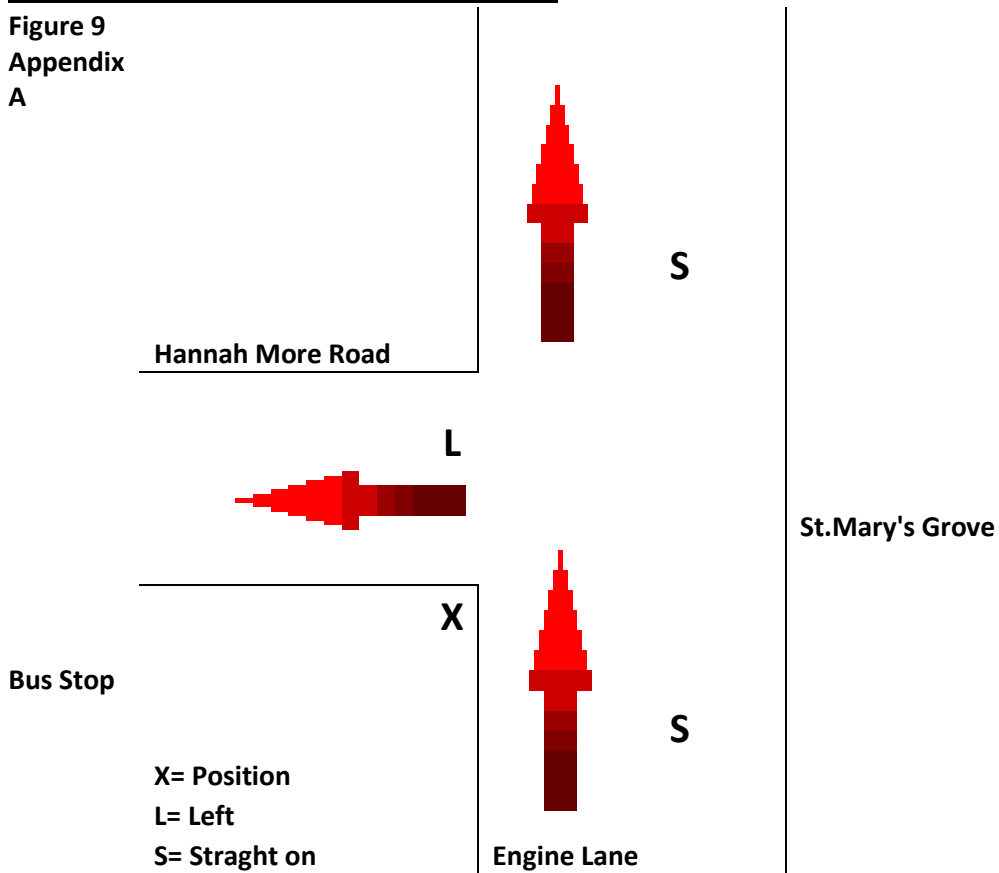 Figure 9
Appendix
A
S
Hannah More Road
L
St.Mary's Grove
X
Bus Stop
S
X= Position
L= Left
S= Straght on
Engine Lane